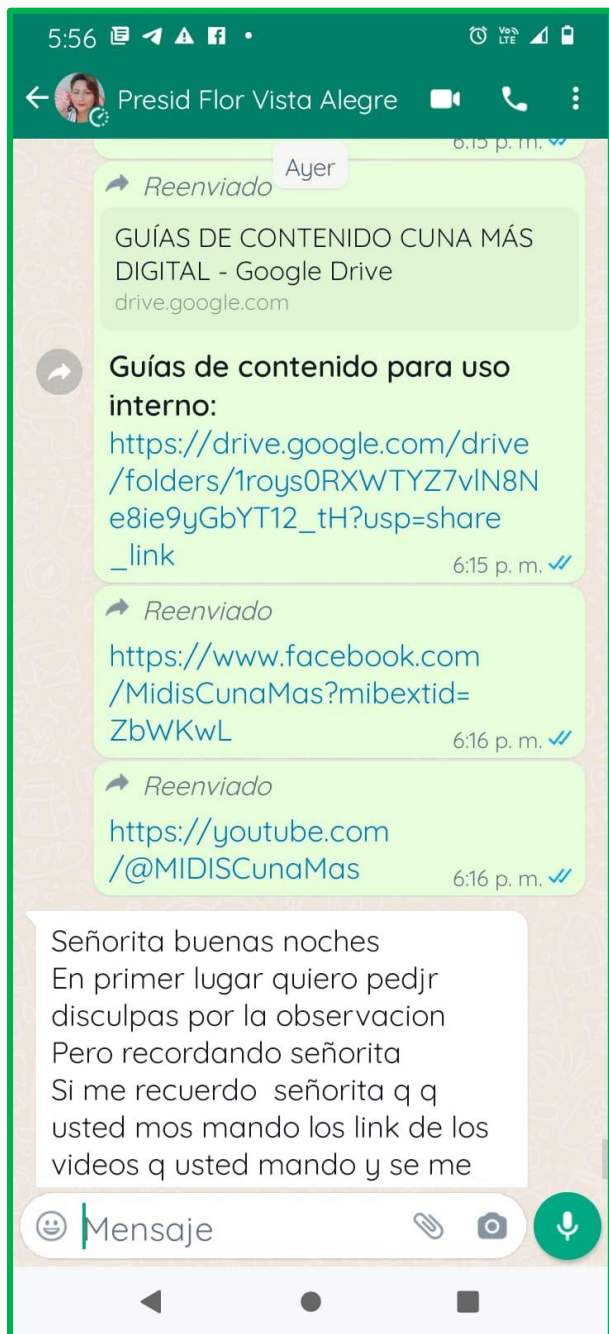 5:56
Vo))
LTE
Presid Flor Vista Alegre
6:15 p. m.
Ayer
Reenviado
GUÍAS DE CONTENIDO CUNA MÁS
DIGITAL - Google Drive
drive.google.com
Guías de contenido para uso
interno:
https://drive.google.com/drive
/folders/1roys0RXWTYZ7vlN8N
e8ie9yGbYT12_tH?usp=share
_link
6:15 p. m.
Reenviado
https://www.facebook.com
/MidisCunaMas?mibextid=
ZbWKwL
6:16 p. m.
Reenviado
https://youtube.com
/@MIDISCunaMas
6:16 p. m.
Señorita buenas noches
En primer lugar quiero pedjr
disculpas por la observacion
Pero recordando señorita
Si me recuerdo señorita q q
usted mos mando los link de los
videos q usted mando y se me
Mensaje